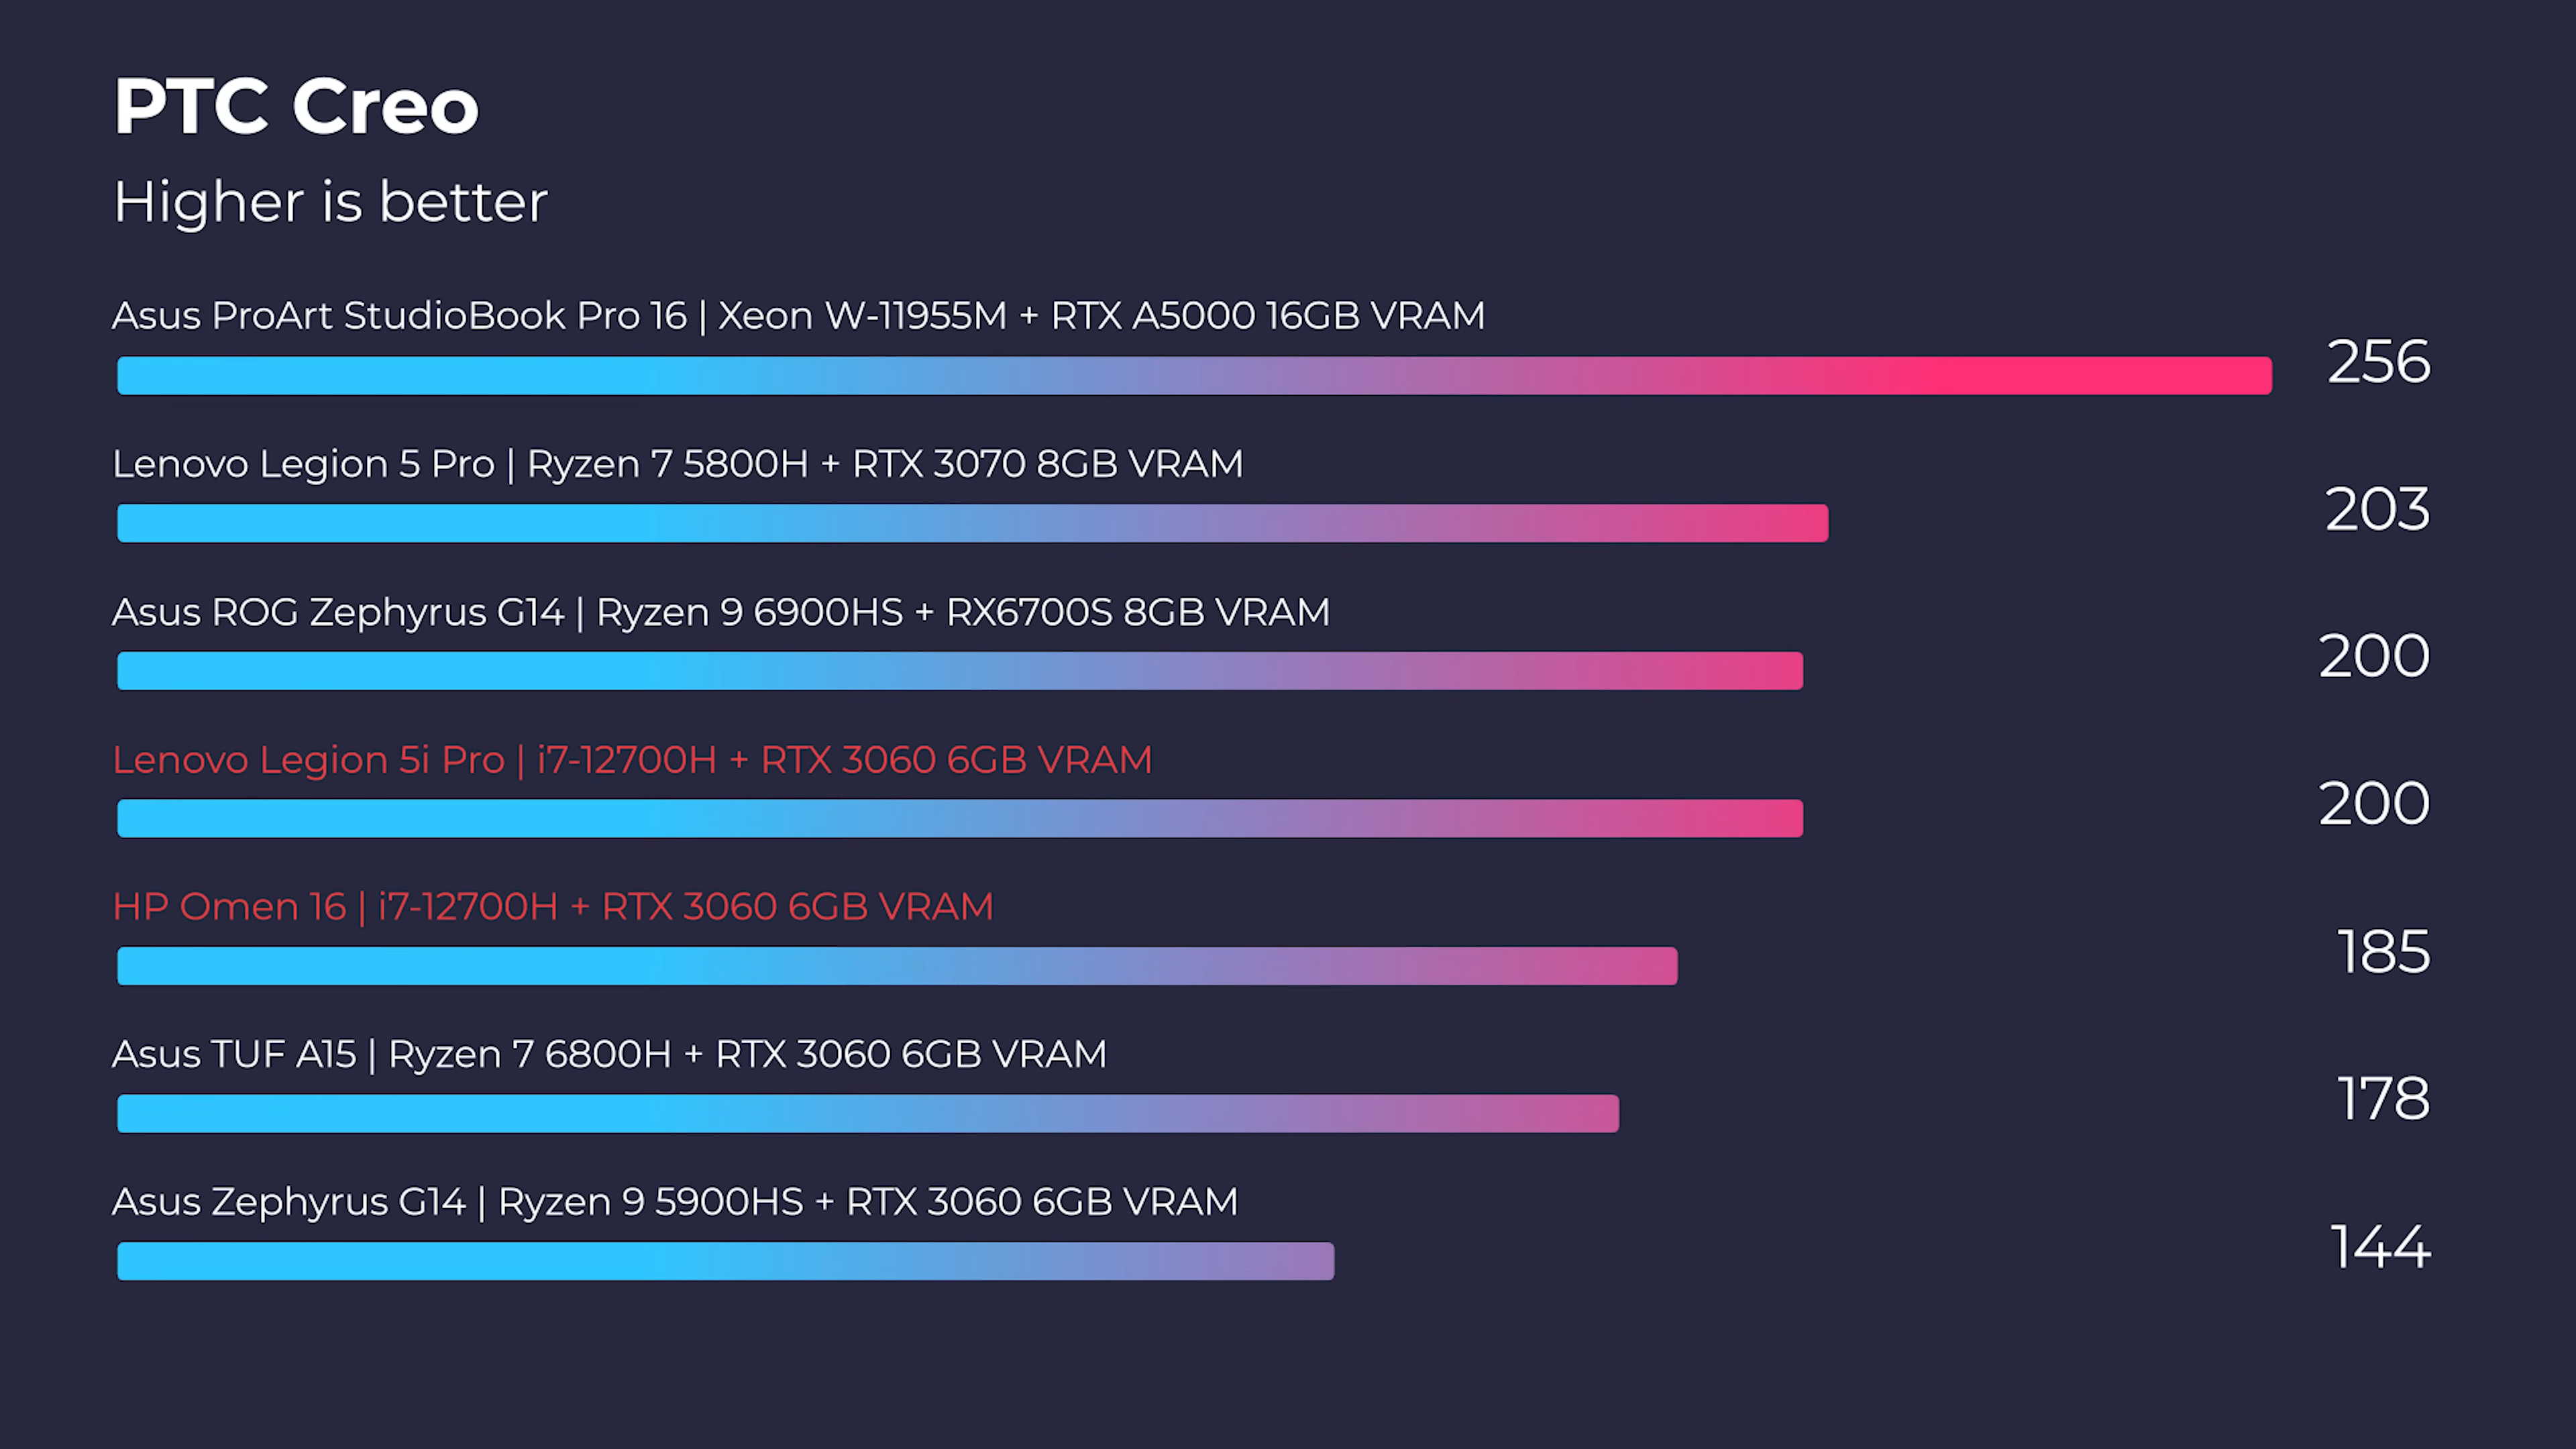 PTC Creo
Higher is better
Asus ProArt StudioBook Pro 16 | Xeon W-11955M + RTX A5000 16GB VRAM
256
Lenovo Legion 5 Pro | Ryzen 7 5800H + RTX 3070 8GB VRAM
203
Asus ROG Zephyrus G14 | Ryzen 9 6900HS + RX6700S 8GB VRAM
200
Lenovo Legion 5i Pro | i7-12700H + RTX 3060 6GB VRAM
200
HP Omen 16 | i7-12700H + RTX 3060 6GB VRAM
185
Asus TUF A15 | Ryzen 7 6800H + RTX 3060 6GB VRAM
178
Asus Zephyrus G14 | Ryzen 9 5900HS + RTX 3060 6GB VRAM
144